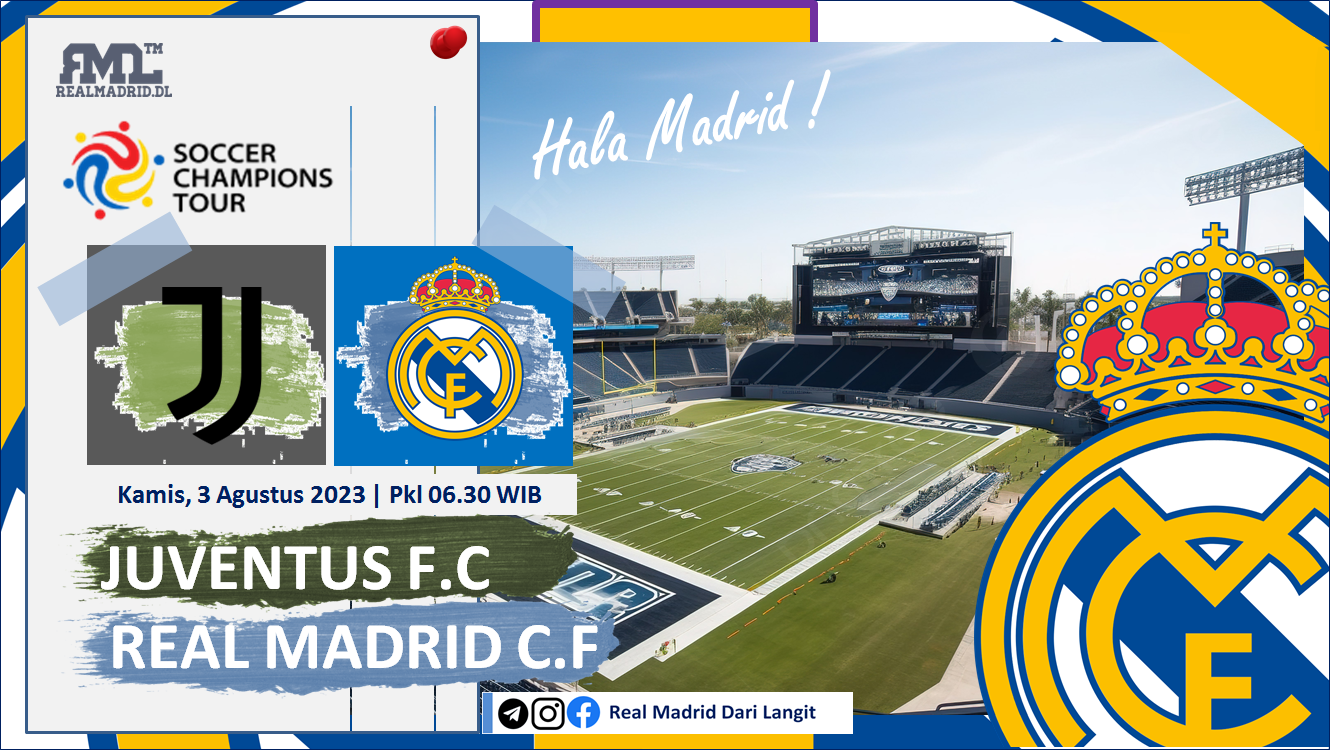 RMDL™
REALMADRID.DL
SOCCER
CHAMPIONS
TOUR
Hala Madrid !
Kamis, 3 Agustus 2023 | Pkl 06.30 WIB
JUVENTUS F.C
REAL MADRID C.F
Real Madrid Dari Langit